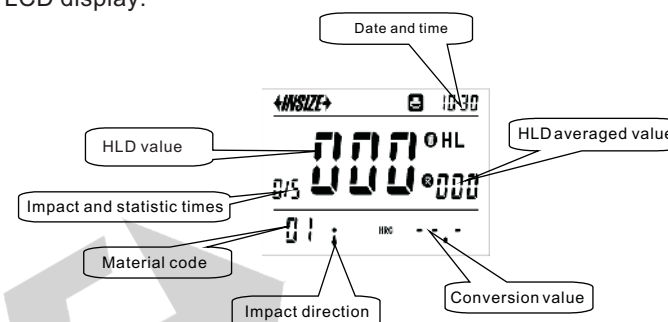 LCD display:
Date and time
INSIZE 10:30
HLD value
000 HL
HLD averaged value
0/5 000
Impact and statistic times
01 HRC --.-
Material code
Impact direction
Conversion value